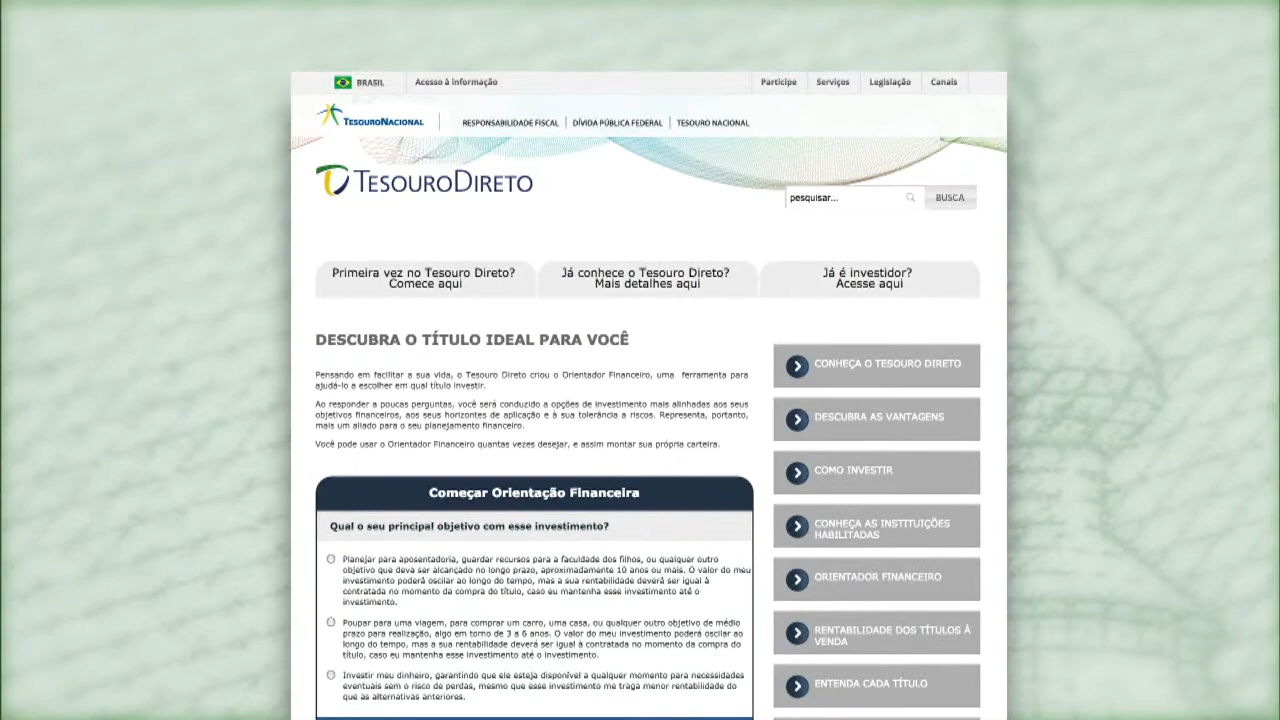 BRASIL Acesso à informação Participe Serviços Legislação Canais
TESOURONACIONAL RESPONSABILIDADE FISCAL DÍVIDA PÚBLICA FEDERAL TESOURO NACIONAL
TESOURODIRETO
pesquisar... BUSCA
Primeira vez no Tesouro Direto?
Comece aqui
Já conhece o Tesouro Direto?
Mais detalhes aqui
Já é investidor?
Acesse aqui
DESCUBRA O TÍTULO IDEAL PARA VOCÊ
Pensando em facilitar a sua vida, o Tesouro Direto criou o Orientador Financeiro, uma ferramenta para
ajudá-lo a escolher em qual título investir.
Ao responder a poucas perguntas, você será conduzido a opções de investimento mais alinhadas aos seus
objetivos financeiros, aos seus horizontes de aplicação e à sua tolerância a riscos. Representa, portanto,
mais um aliado para o seu planejamento financeiro.
Você pode usar o Orientador Financeiro quantas vezes desejar, e assim montar sua própria carteira.
Começar Orientação Financeira
Qual o seu principal objetivo com esse investimento?
Planejar para aposentadoria, guardar recursos para a faculdade dos filhos, ou qualquer outro
objetivo que deva ser alcançado no longo prazo, aproximadamente 10 anos ou mais. O valor do meu
investimento poderá oscilar ao longo do tempo, mas a sua rentabilidade deverá ser igual à
contratada no momento da compra do título, caso eu mantenha esse investimento até o
investimento.
Poupar para uma viagem, para comprar um carro, uma casa, ou qualquer outro objetivo de médio
prazo para realização, algo em torno de 3 a 6 anos. O valor do meu investimento poderá oscilar ao
longo do tempo, mas a sua rentabilidade deverá ser igual à contratada no momento da compra do
título, caso eu mantenha esse investimento até o investimento.
Investir meu dinheiro, garantindo que ele esteja disponível a qualquer momento para necessidades
eventuais sem o risco de perdas, mesmo que esse investimento me traga menor rentabilidade do
que as alternativas anteriores.
CONHEÇA O TESOURO DIRETO
DESCUBRA AS VANTAGENS
COMO INVESTIR
CONHEÇA AS INSTITUIÇÕES
HABILITADAS
ORIENTADOR FINANCEIRO
RENTABILIDADE DOS TÍTULOS À
VENDA
ENTENDA CADA TÍTULO